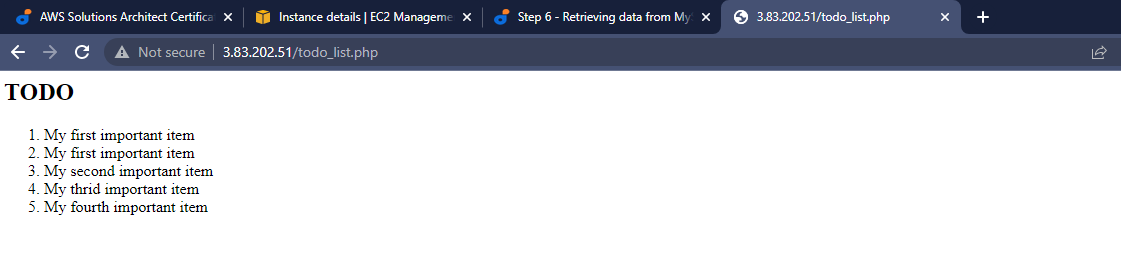 AWS Solutions Architect Certifica
Instance details | EC2 Manageme
Step 6 - Retrieving data from My
3.83.202.51/todo_list.php
Not secure
3.83.202.51/todo_list.php
TODO
1. My first important item
2. My first important item
3. My second important item
4. My thrid important item
5. My fourth important item